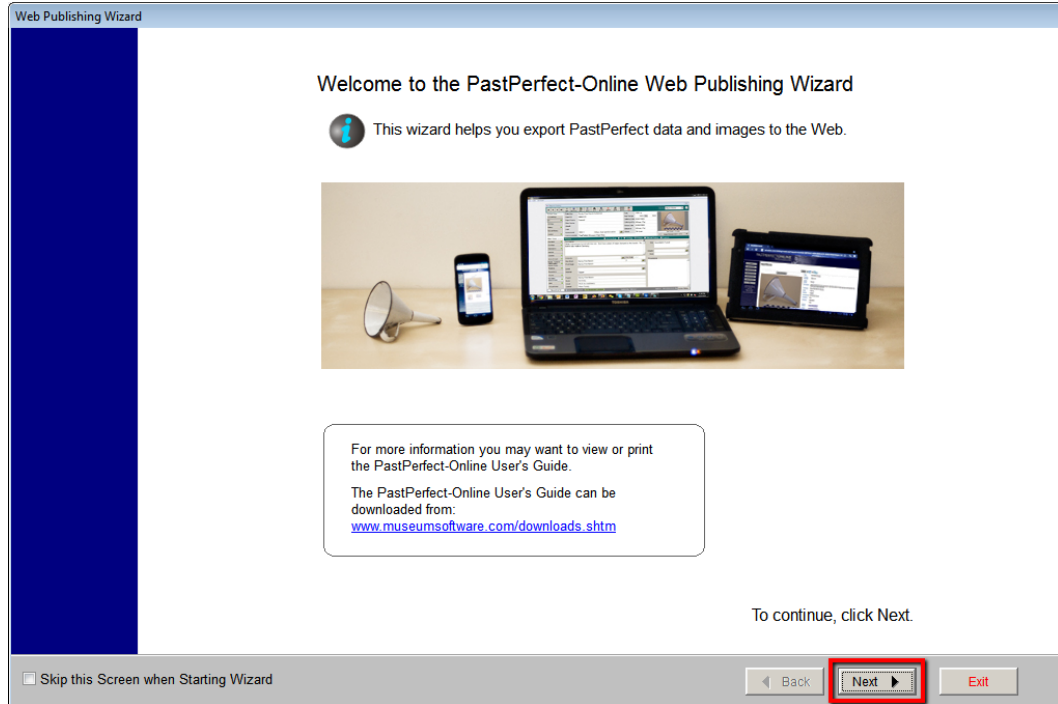 Web Publishing Wizard
Welcome to the PastPerfect-Online Web Publishing Wizard
This wizard helps you export PastPerfect data and images to the Web.
For more information you may want to view or print
the PastPerfect-Online User's Guide.
The PastPerfect-Online User's Guide can be
downloaded from:
www.museumsoftware.com/downloads.shtm
To continue, click Next.
Skip this Screen when Starting Wizard
Back
Next
Exit